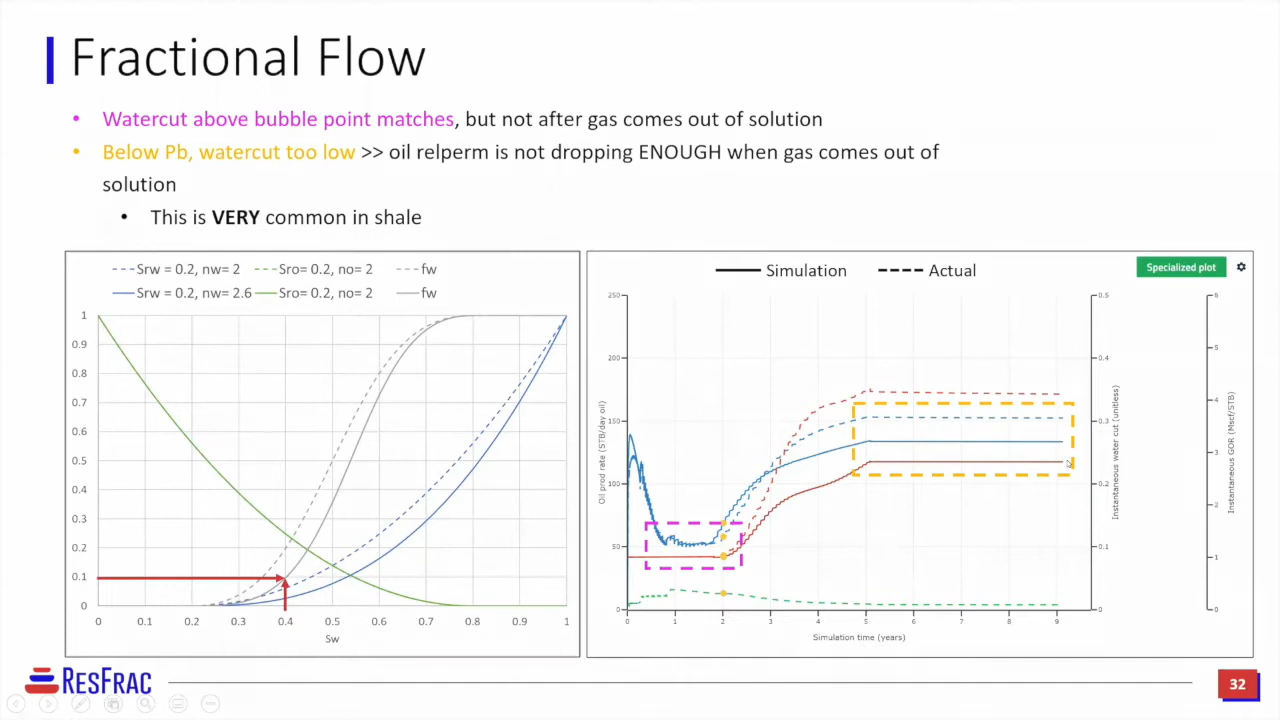 Fractional Flow
• Watercut above bubble point matches, but not after gas comes out of solution
• Below Pb, watercut too low >> oil relperm is not dropping ENOUGH when gas comes out of
solution
• This is VERY common in shale
Srw = 0.2, nw= 2 Sro= 0.2, no= 2 fw
Srw = 0.2, nw= 2.6 Sro= 0.2, no= 2 fw
1
0.9
0.8
0.7
0.6
0.5
0.4
0.3
0.2
0.1
0
0 0.1 0.2 0.3 0.4 0.5 0.6 0.7 0.8 0.9 1
Sw
Simulation Actual
Specialized plot
250
200
150
100
50
0
Oil prod rate (STB/day oil)
0.5
0.4
0.3
0.2
0.1
0
Instantaneous water cut (unitless)
6
5
4
3
2
1
0
Instantaneous GOR (Mscf/STB)
0 1 2 3 4 5 6 7 8 9
Simulation time (years)
RESFRAC
32